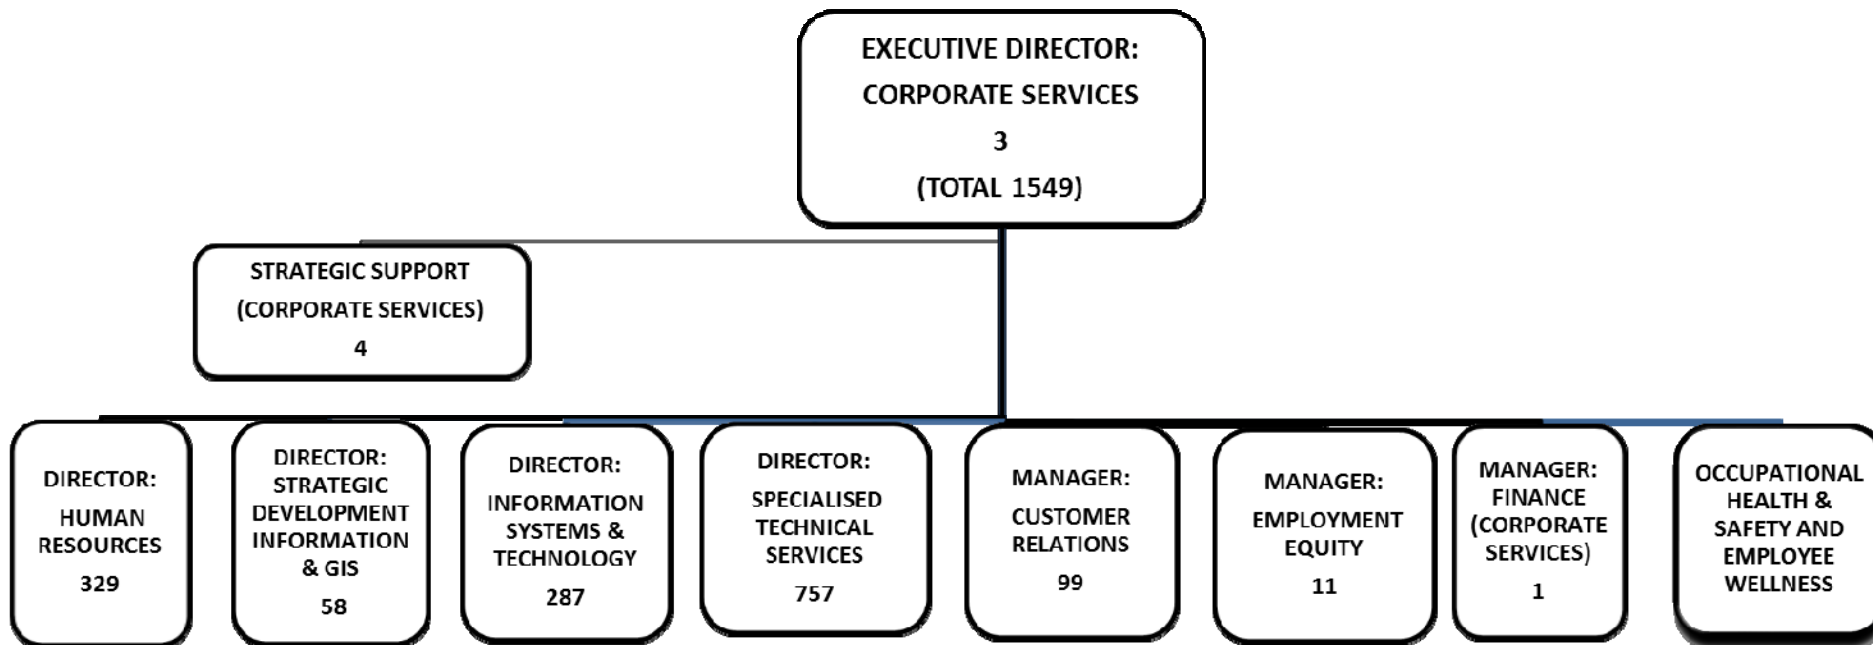 EXECUTIVE DIRECTOR:
CORPORATE SERVICES
3
(TOTAL 1549)
STRATEGIC SUPPORT
(CORPORATE SERVICES)
4
DIRECTOR:
HUMAN
RESOURCES
329
DIRECTOR:
STRATEGIC
DEVELOPMENT
INFORMATION
& GIS
58
DIRECTOR:
INFORMATION
SYSTEMS &
TECHNOLOGY
287
DIRECTOR:
SPECIALISED
TECHNICAL
SERVICES
757
MANAGER:
CUSTOMER
RELATIONS
99
MANAGER:
EMPLOYMENT
EQUITY
11
MANAGER:
FINANCE
(CORPORATE
SERVICES)
1
OCCUPATIONAL
HEALTH &
SAFETY AND
EMPLOYEE
WELLNESS